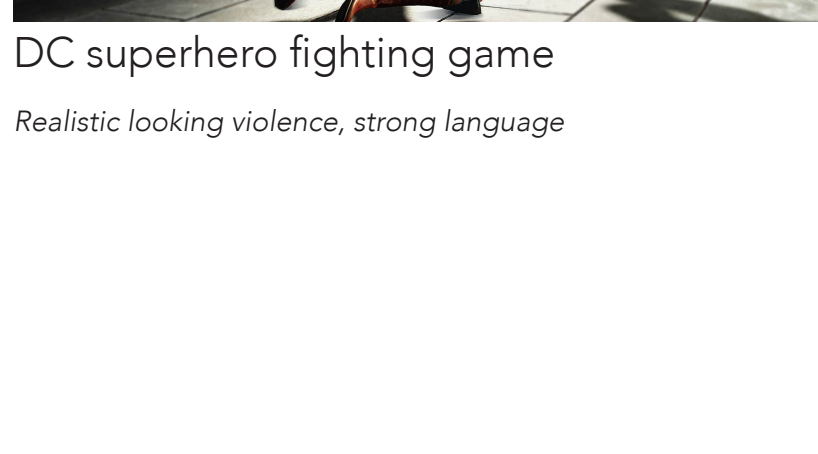 DC superhero fighting game
Realistic looking violence, strong language